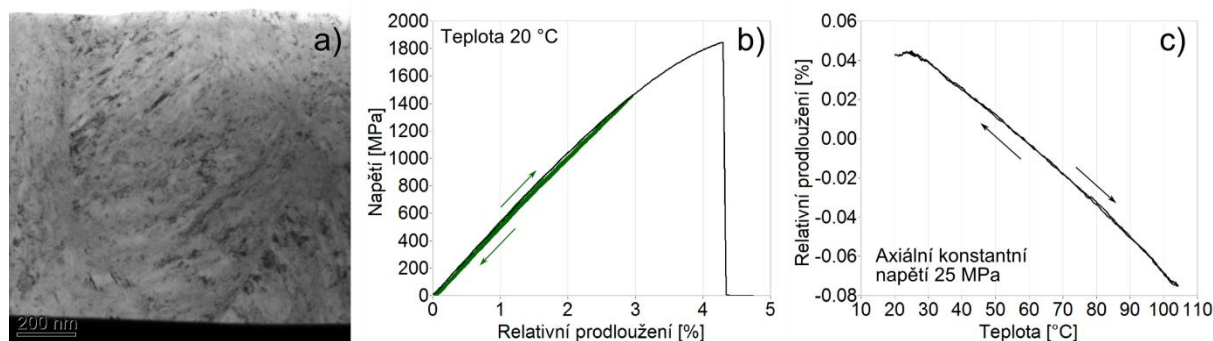 a)
200 nm
b)
Teplota 20 °C
Napětí [MPa]
2000
1800
1600
1400
1200
1000
800
600
400
200
0
0 1 2 3 4 5
Relativní prodloužení [%]
c)
Relativní prodloužení [%]
0.06
0.04
0.02
0.00
-0.02
-0.04
-0.06
-0.08
Axiální konstantní
napětí 25 MPa
10 20 30 40 50 60 70 80 90 100 110
Teplota [°C]